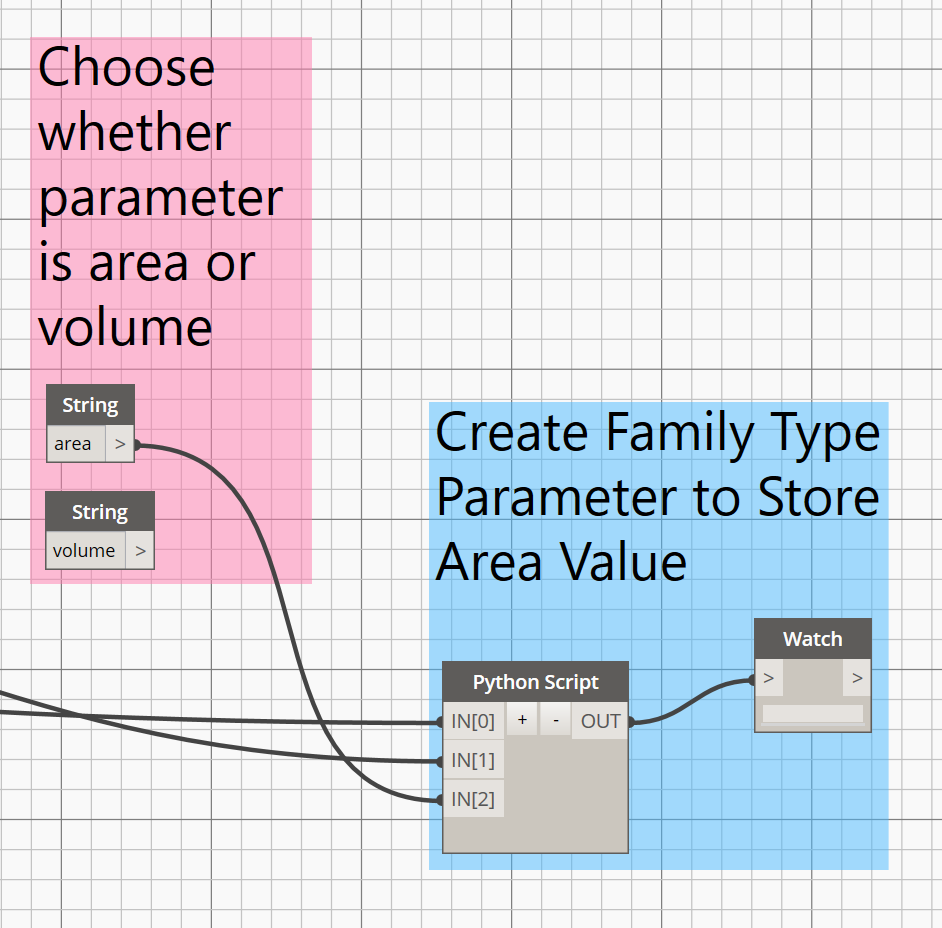 Choose
whether
parameter
is area or
volume
String
area >
String
volume >
Create Family Type
Parameter to Store
Area Value
Python Script
IN[0] + - OUT
IN[1]
IN[2]
Watch
> >